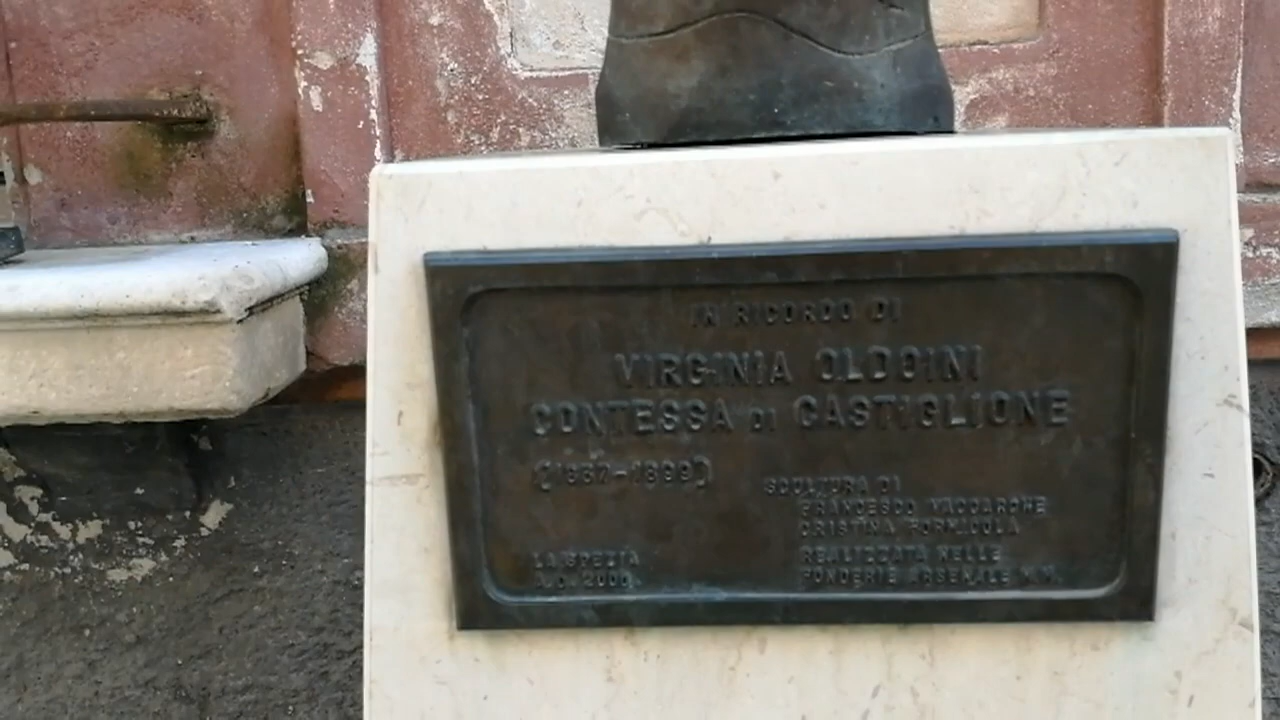 IN RICORDO DI
VIRGINIA OLDOINI
CONTESSA DI CASTIGLIONE
(1837-1899)
SCULTURA DI
FRANCESCO VACCARONE
CRISTINA FORMICOLA
LA SPEZIA
A.D. 2000
REALIZZATA NELLE
FONDERIE ARSENALE M.M.